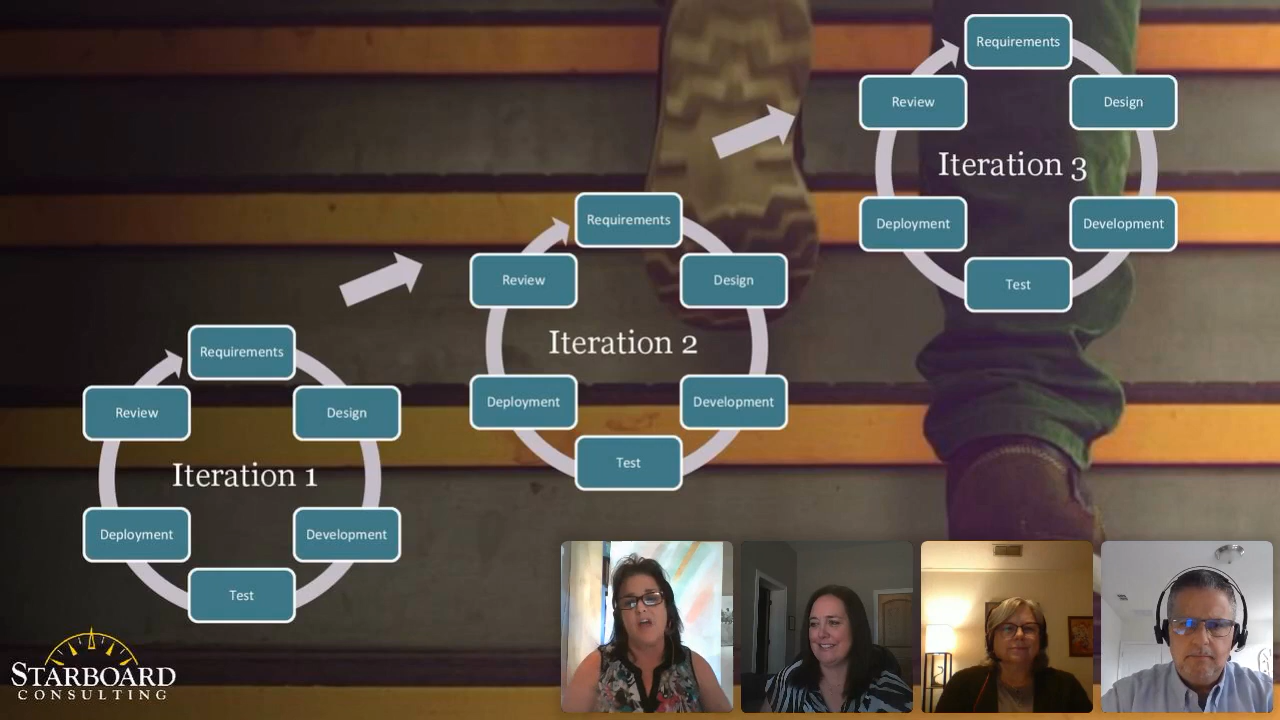 Iteration 1
Requirements
Design
Development
Test
Deployment
Review
Iteration 2
Requirements
Design
Development
Test
Deployment
Review
Iteration 3
Requirements
Design
Development
Test
Deployment
Review
STARBOARD
CONSULTING